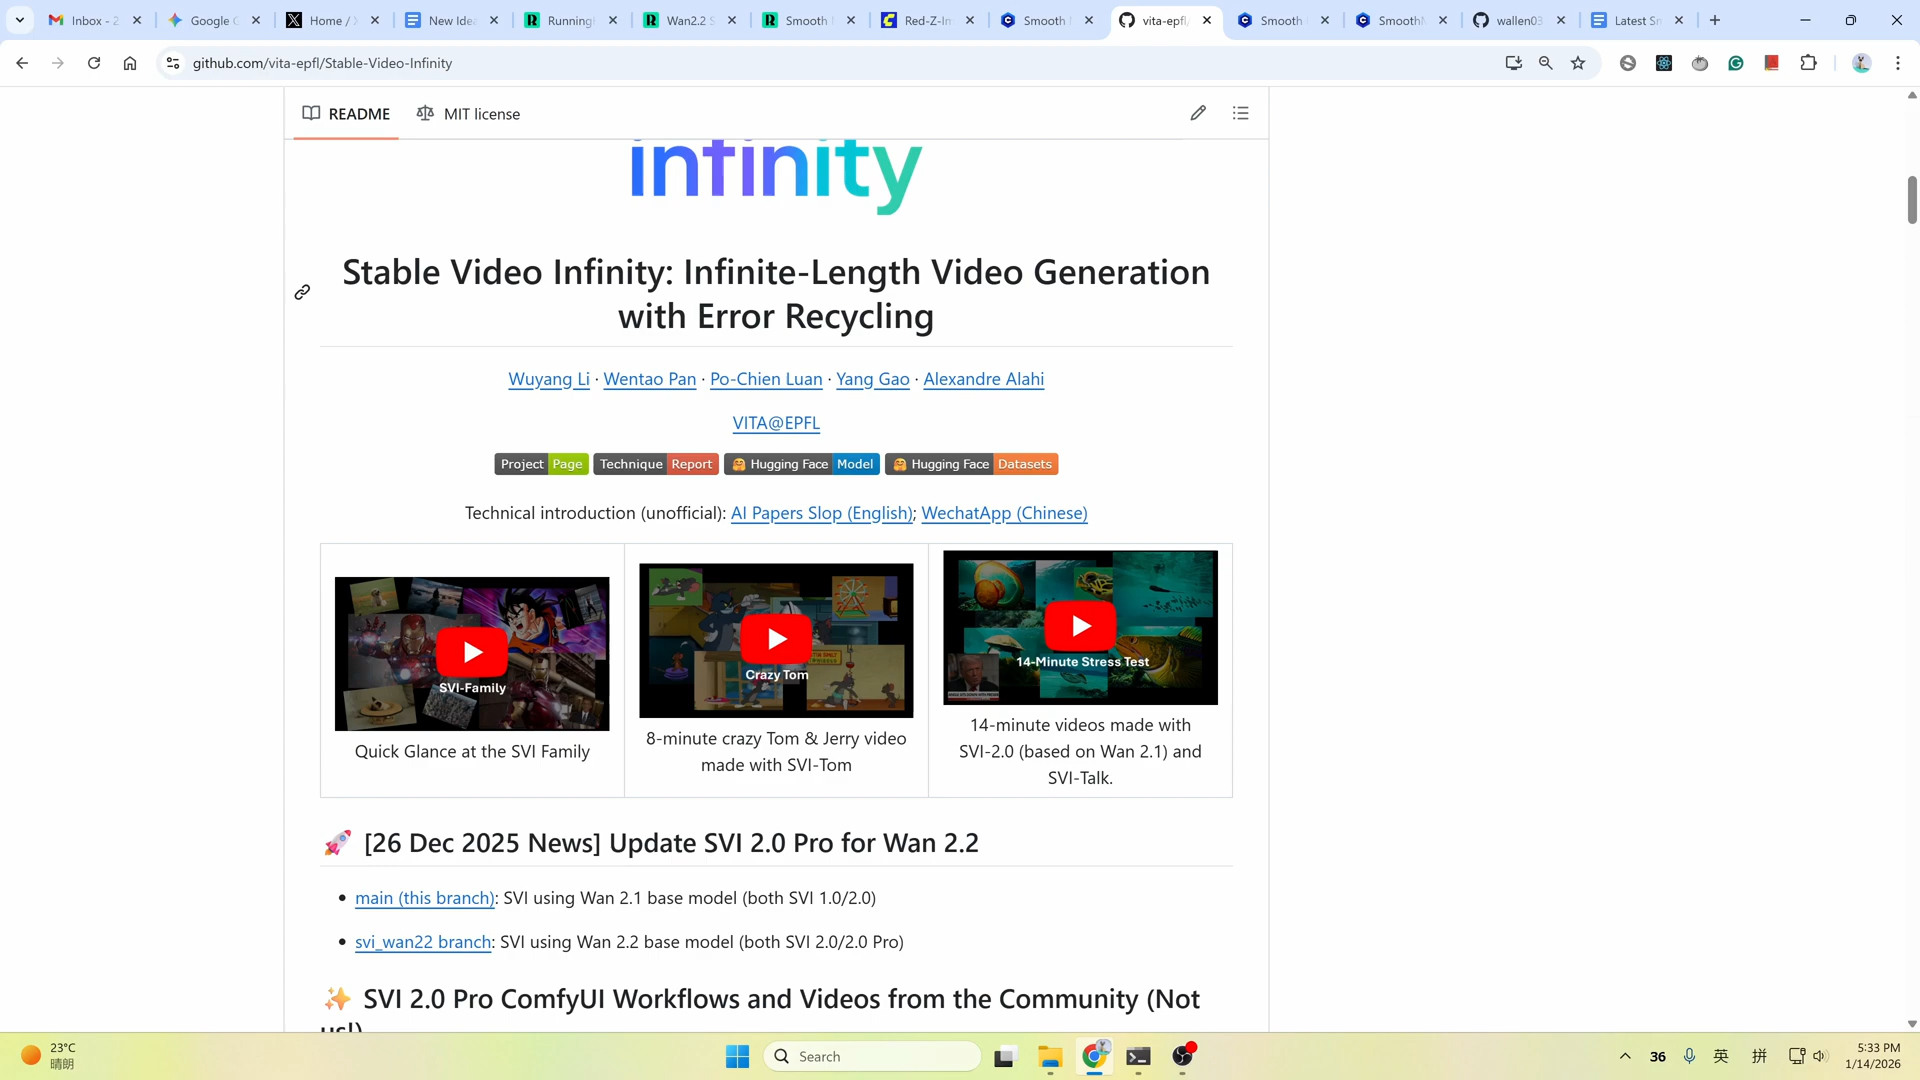 Inbox - 2
Google G
Home / X
New Idea
Running
Wan2.2 S
Smooth
Red-Z-Im
Smooth
vita-epfl
Smooth
Smooth
wallen03
Latest Sm
github.com/vita-epfl/Stable-Video-Infinity
README
MIT license
infinity
Stable Video Infinity: Infinite-Length Video Generation
with Error Recycling
Wuyang Li · Wentao Pan · Po-Chien Luan · Yang Gao · Alexandre Alahi
VITA@EPFL
Project Page Technique Report Hugging Face Model Hugging Face Datasets
Technical introduction (unofficial): AI Papers Slop (English); WechatApp (Chinese)
SVI-Family
Crazy Tom
14-Minute Stress Test
Quick Glance at the SVI Family
8-minute crazy Tom & Jerry video
made with SVI-Tom
14-minute videos made with
SVI-2.0 (based on Wan 2.1) and
SVI-Talk.
🚀 [26 Dec 2025 News] Update SVI 2.0 Pro for Wan 2.2
• main (this branch): SVI using Wan 2.1 base model (both SVI 1.0/2.0)
• svi_wan22 branch: SVI using Wan 2.2 base model (both SVI 2.0/2.0 Pro)
✨ SVI 2.0 Pro ComfyUI Workflows and Videos from the Community (Not
us!)
23°C
晴朗
Search
36
英
拼
5:33 PM
1/14/2026